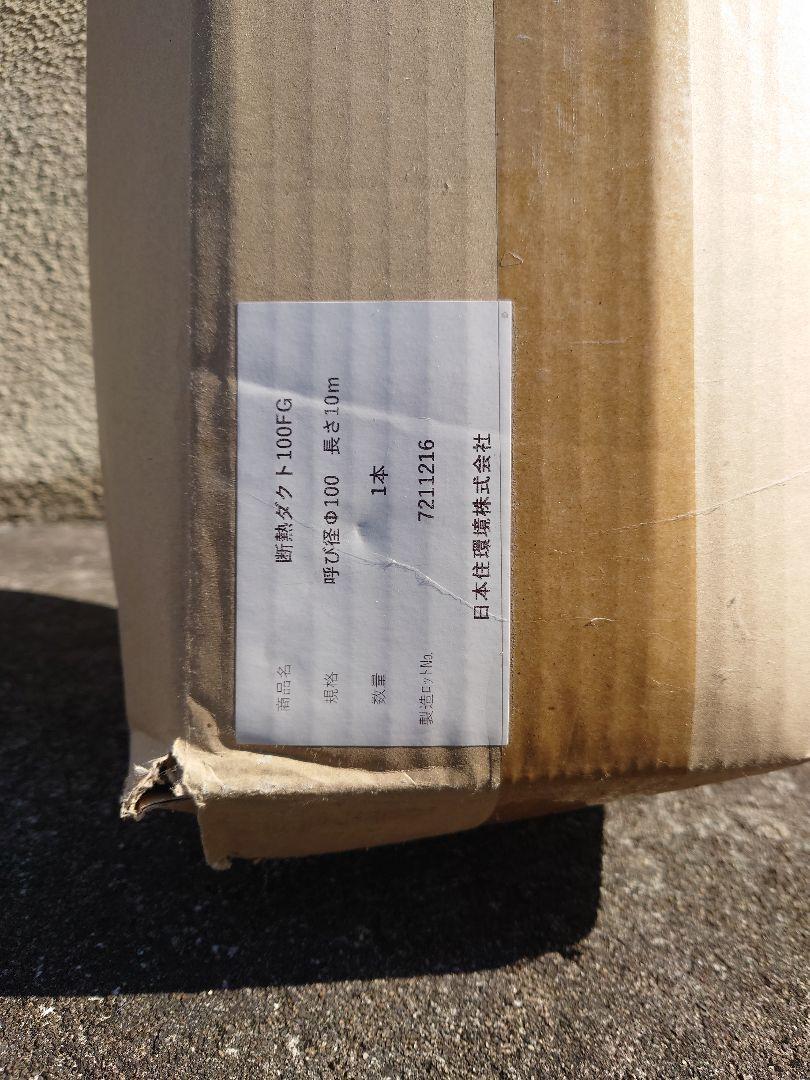 商品名 断熱ダクト100FG
規格 呼び径Φ100 長さ10m
数量 1本
製造ロットNo. 7211216
日本住環境株式会社